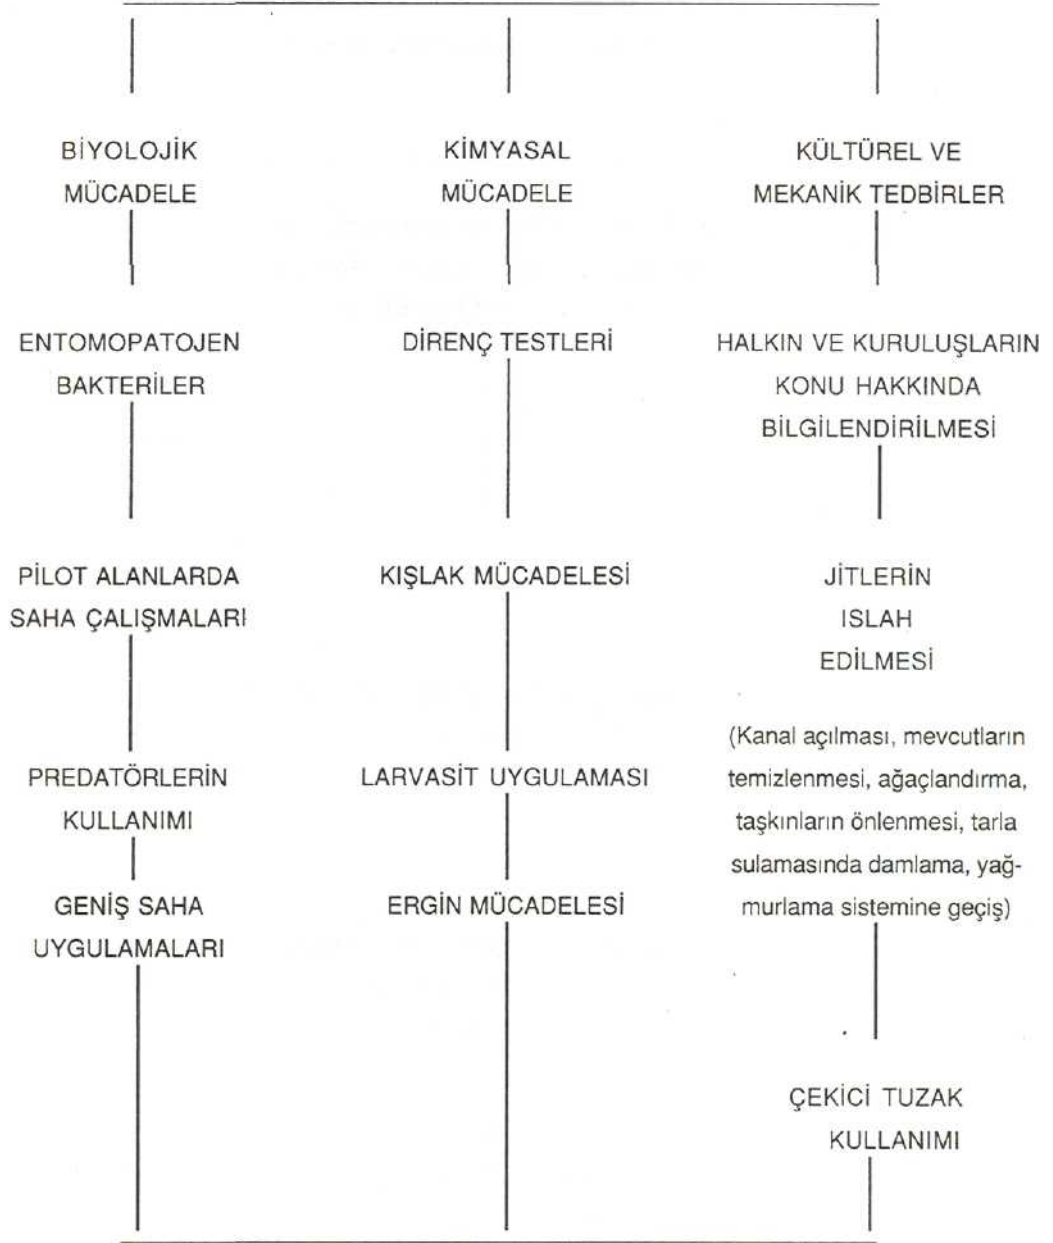 BİYOLOJİK
MÜCADELE
ENTOMOPATOJEN
BAKTERİLER
PİLOT ALANLARDA
SAHA ÇALIŞMALARI
PREDATÖRLERİN
KULLANIMI
GENİŞ SAHA
UYGULAMALARI
KİMYASAL
MÜCADELE
DİRENÇ TESTLERİ
KIŞLAK MÜCADELESİ
LARVASİT UYGULAMASI
ERGİN MÜCADELESİ
KÜLTÜREL VE
MEKANİK TEDBİRLER
HALKIN VE KURULUŞLARIN
KONU HAKKINDA
BİLGİLENDİRİLMESİ
JİTLERİN
ISLAH
EDİLMESİ
(Kanal açılması, mevcutların
temizlenmesi, ağaçlandırma,
taşkınların önlenmesi, tarla
sulamasında damlama, yağ-
murlama sistemine geçiş)
ÇEKİCİ TUZAK
KULLANIMI